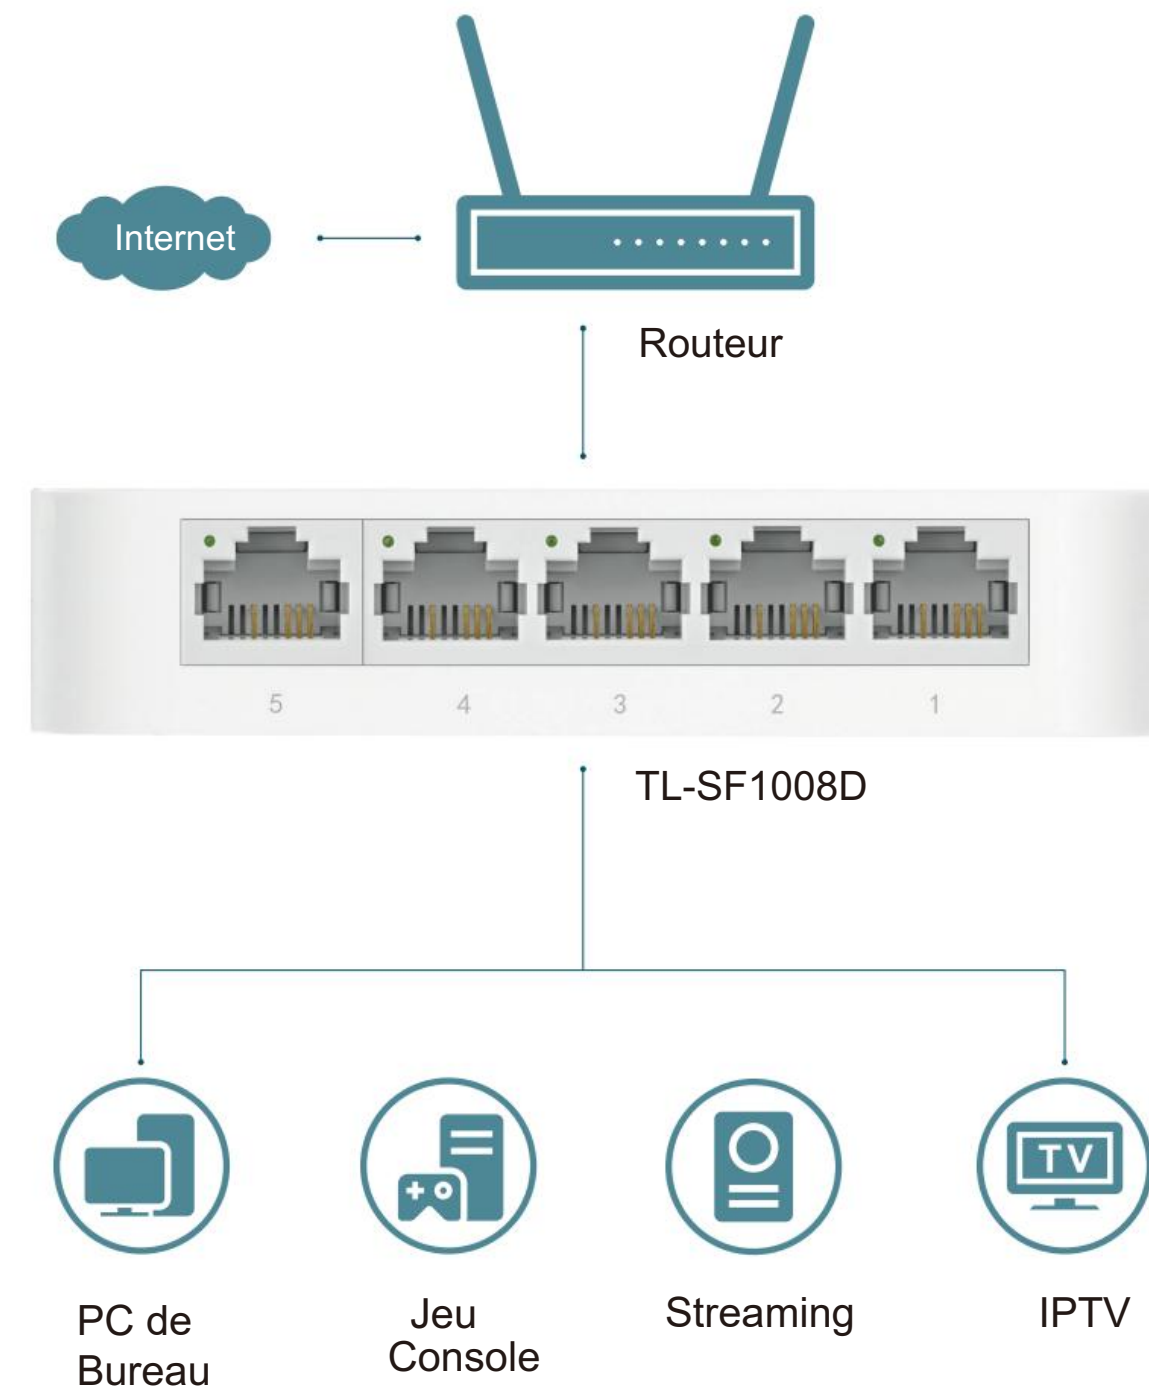 Internet
Routeur
5 4 3 2 1
TL-SF1008D
TV
PC de
Bureau
Jeu
Console
Streaming
IPTV